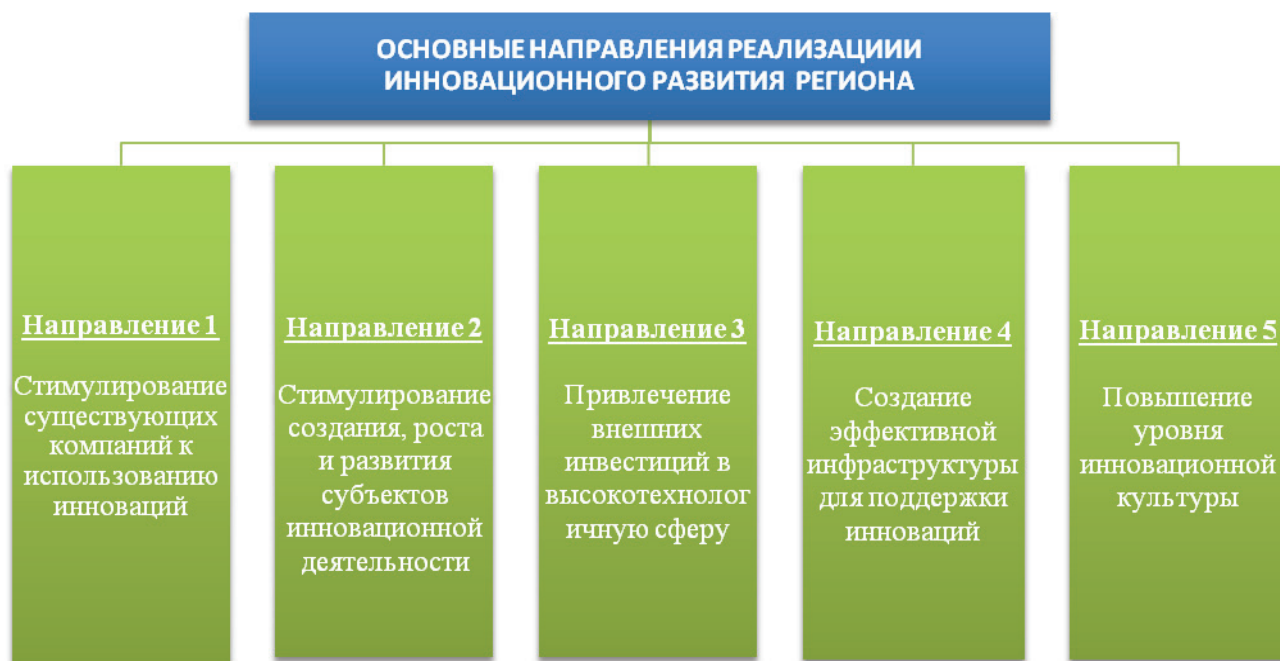 ОСНОВНЫЕ НАПРАВЛЕНИЯ РЕАЛИЗАЦИИИ
ИННОВАЦИОННОГО РАЗВИТИЯ РЕГИОНА
Направление 1
Стимулирование
существующих
компаний к
использованию
инноваций
Направление 2
Стимулирование
создания, роста
и развития
субъектов
инновационной
деятельности
Направление 3
Привлечение
внешних
инвестиций в
высокотехнолог
ичную сферу
Направление 4
Создание
эффективной
инфраструктуры
для поддержки
инноваций
Направление 5
Повышение
уровня
инновационной
культуры